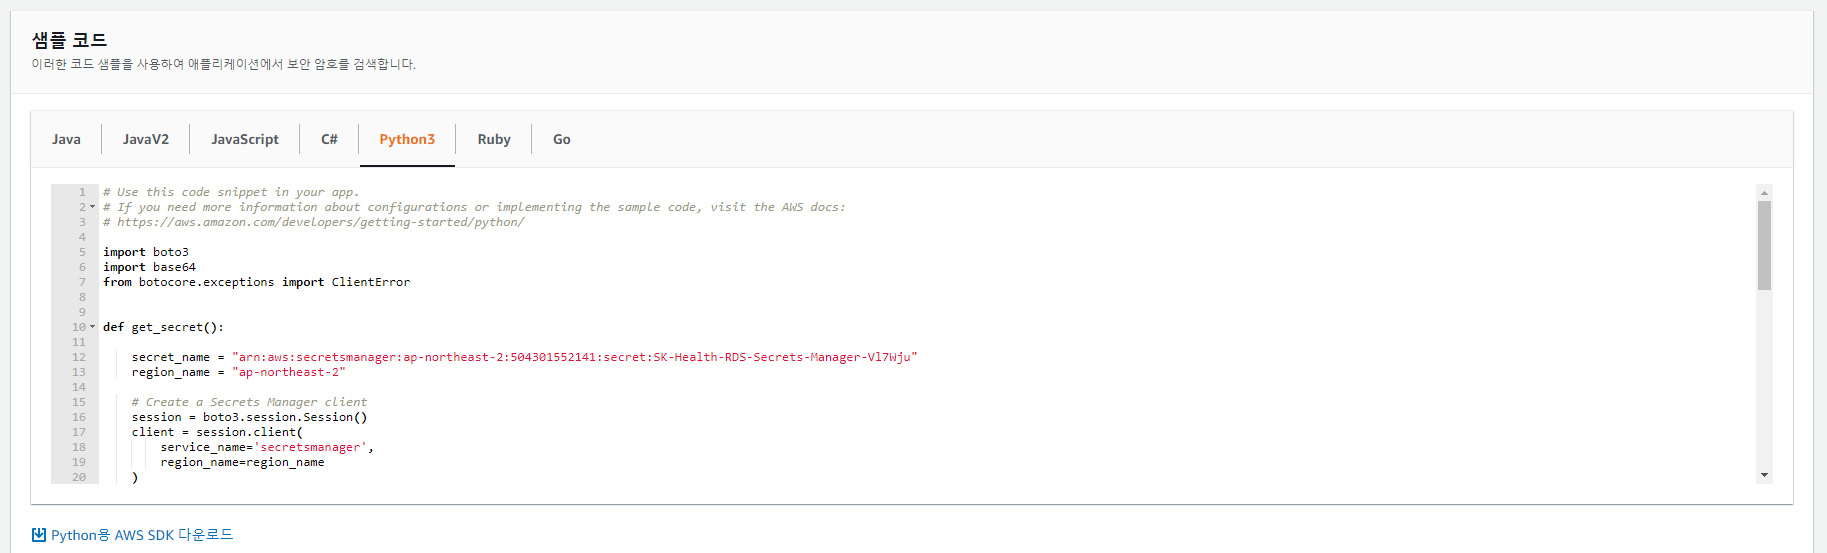 샘플 코드
이러한 코드 샘플을 사용하여 애플리케이션에서 보안 암호를 검색합니다.
Java JavaV2 JavaScript C# Python3 Ruby Go
1 # Use this code snippet in your app.
2 # If you need more information about configurations or implementing the sample code, visit the AWS docs:
3 # https://aws.amazon.com/developers/getting-started/python/
4
5 import boto3
6 import base64
7 from botocore.exceptions import ClientError
8
9
10 def get_secret():
11
12     secret_name = "arn:aws:secretsmanager:ap-northeast-2:504301552141:secret:SK-Health-RDS-Secrets-Manager-Vl7Wju"
13     region_name = "ap-northeast-2"
14
15     # Create a Secrets Manager client
16     session = boto3.session.Session()
17     client = session.client(
18         service_name='secretsmanager',
19         region_name=region_name
20     )
Python용 AWS SDK 다운로드